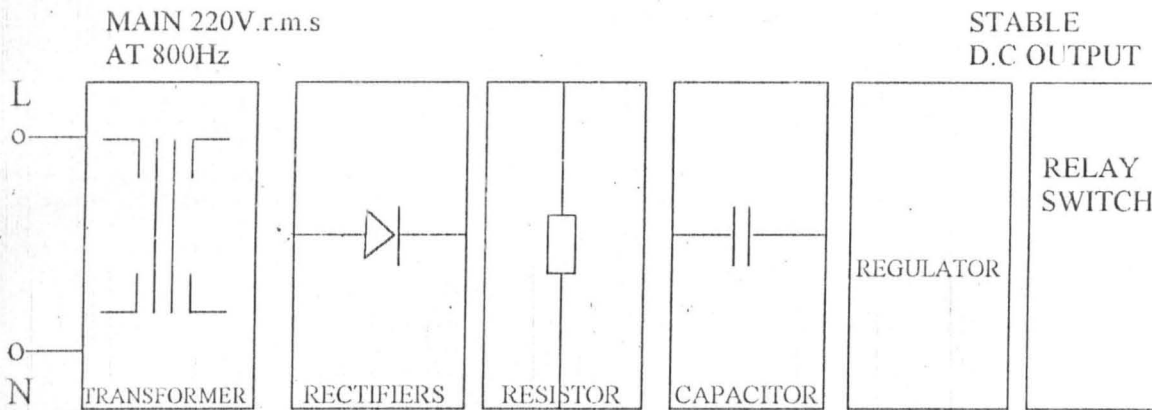 MAIN 220V.r.m.s
AT 800Hz
STABLE
D.C OUTPUT
L
N
TRANSFORMER
RECTIFIERS
RESISTOR
CAPACITOR
REGULATOR
RELAY
SWITCH